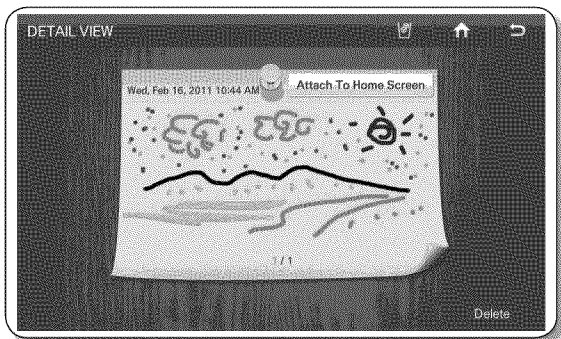 DETAIL VIEW
Wed, Feb 16, 2011 10:44 AM
Attach To Home Screen
1 / 1
Delete